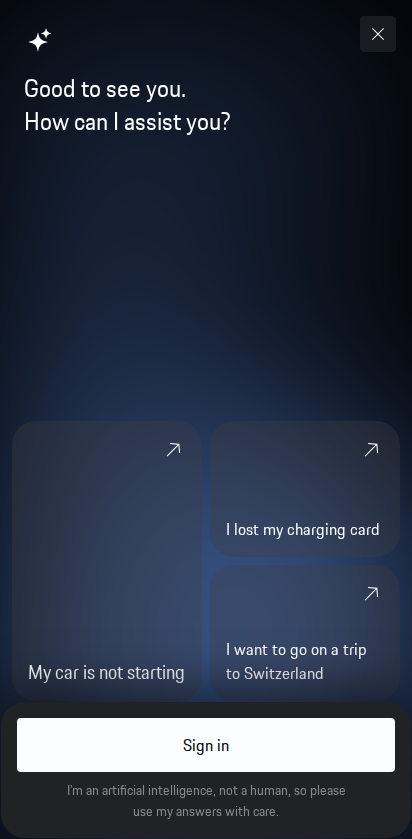 Good to see you.
How can I assist you?
I lost my charging card
I want to go on a trip
to Switzerland
My car is not starting
Sign in
I'm an artificial intelligence, not a human, so please
use my answers with care.